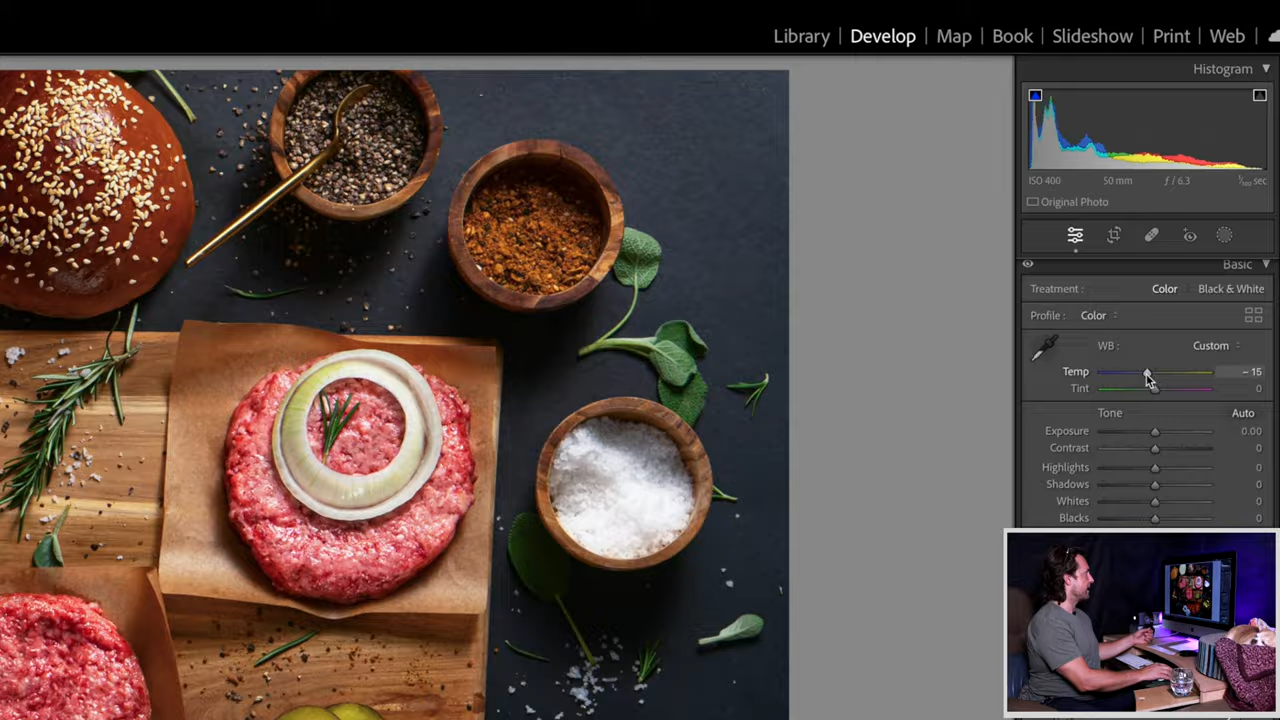 Library | Develop | Map | Book | Slideshow | Print | Web |
Histogram
ISO 400 50 mm ƒ / 6.3 sec
Original Photo
Basic
Treatment : Color Black & White
Profile : Color
WB : Custom
Temp – 15
Tint 0
Tone Auto
Exposure 0.00
Contrast 0
Highlights 0
Shadows 0
Whites 0
Blacks 0